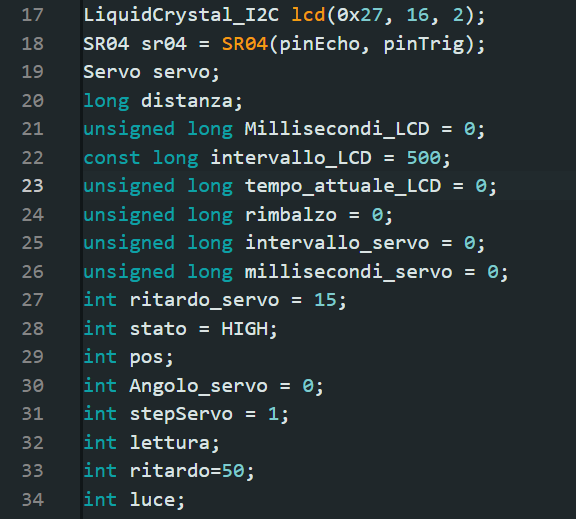 17 LiquidCrystal_I2C lcd(0x27, 16, 2);
18 SR04 sr04 = SR04(pinEcho, pinTrig);
19 Servo servo;
20 long distanza;
21 unsigned long Millisecondi_LCD = 0;
22 const long intervallo_LCD = 500;
23 unsigned long tempo_attuale_LCD = 0;
24 unsigned long rimbalzo = 0;
25 unsigned long intervallo_servo = 0;
26 unsigned long millisecondi_servo = 0;
27 int ritardo_servo = 15;
28 int stato = HIGH;
29 int pos;
30 int Angolo_servo = 0;
31 int stepServo = 1;
32 int lettura;
33 int ritardo=50;
34 int luce;